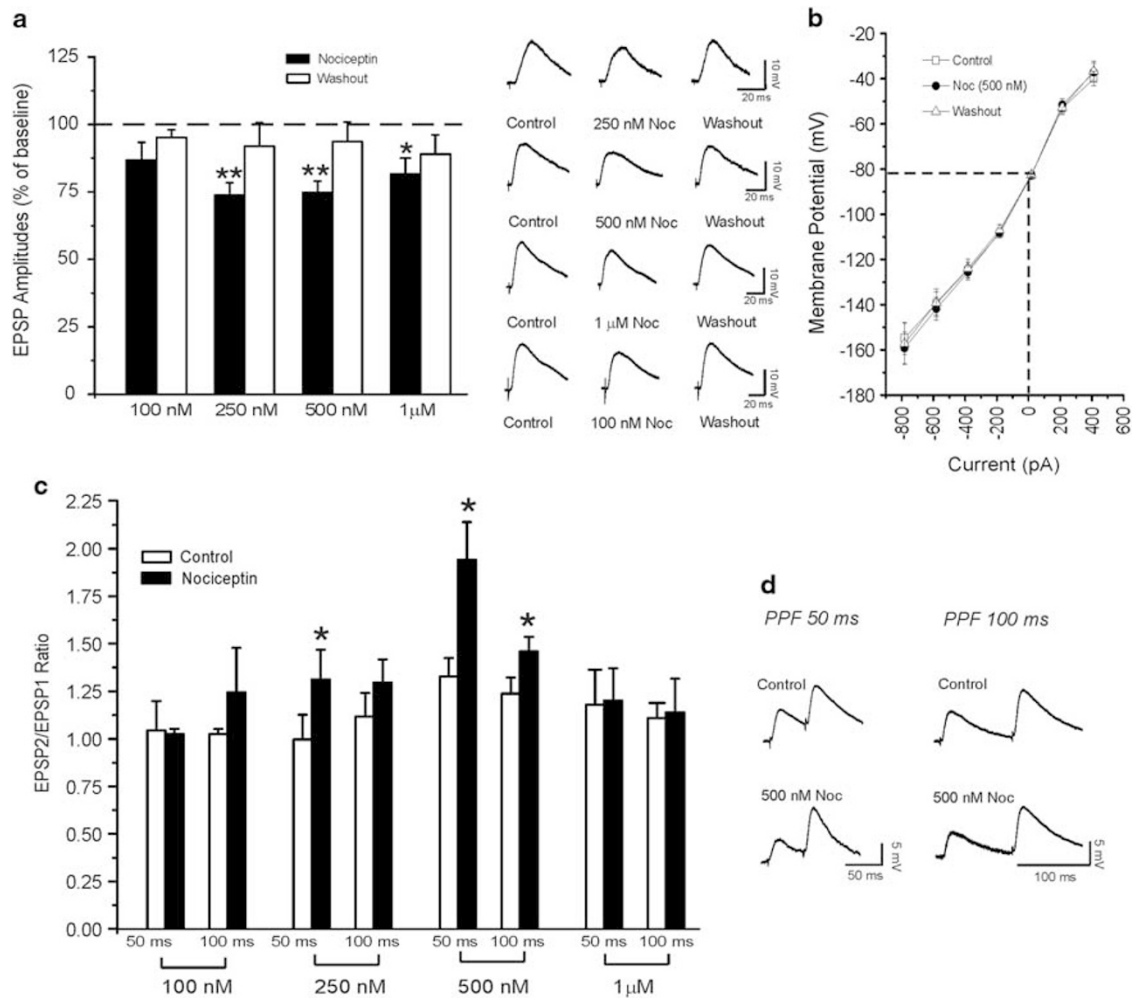 a
EPSP Amplitudes (% of baseline)
125
100
75
50
25
0
Nociceptin
Washout
**
**
*
100 nM 250 nM 500 nM 1µM
10 mV
20 ms
Control 250 nM Noc Washout
10 mV
20 ms
Control 500 nM Noc Washout
10 mV
20 ms
Control 1 µM Noc Washout
10 mV
20 ms
Control 100 nM Noc Washout
b
Membrane Potential (mV)
-20
-40
-60
-80
-100
-120
-140
-160
-180
Control
Noc (500 nM)
Washout
-800 -600 -400 -200 0 200 400 600
Current (pA)
c
EPSP2/EPSP1 Ratio
2.25
2.00
1.75
1.50
1.25
1.00
0.75
0.50
0.25
0.00
Control
Nociceptin
*
*
*
50 ms 100 ms 50 ms 100 ms 50 ms 100 ms 50 ms 100 ms
100 nM 250 nM 500 nM 1µM
d
PPF 50 ms PPF 100 ms
Control Control
500 nM Noc 500 nM Noc
5 mV
50 ms
5 mV
100 ms